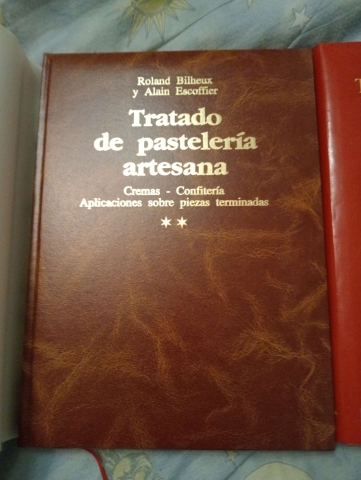 Roland Bilheux
y Alain Escoffier
Tratado
de pastelería
artesana
Cremas - Confitería
Aplicaciones sobre piezas terminadas
★★